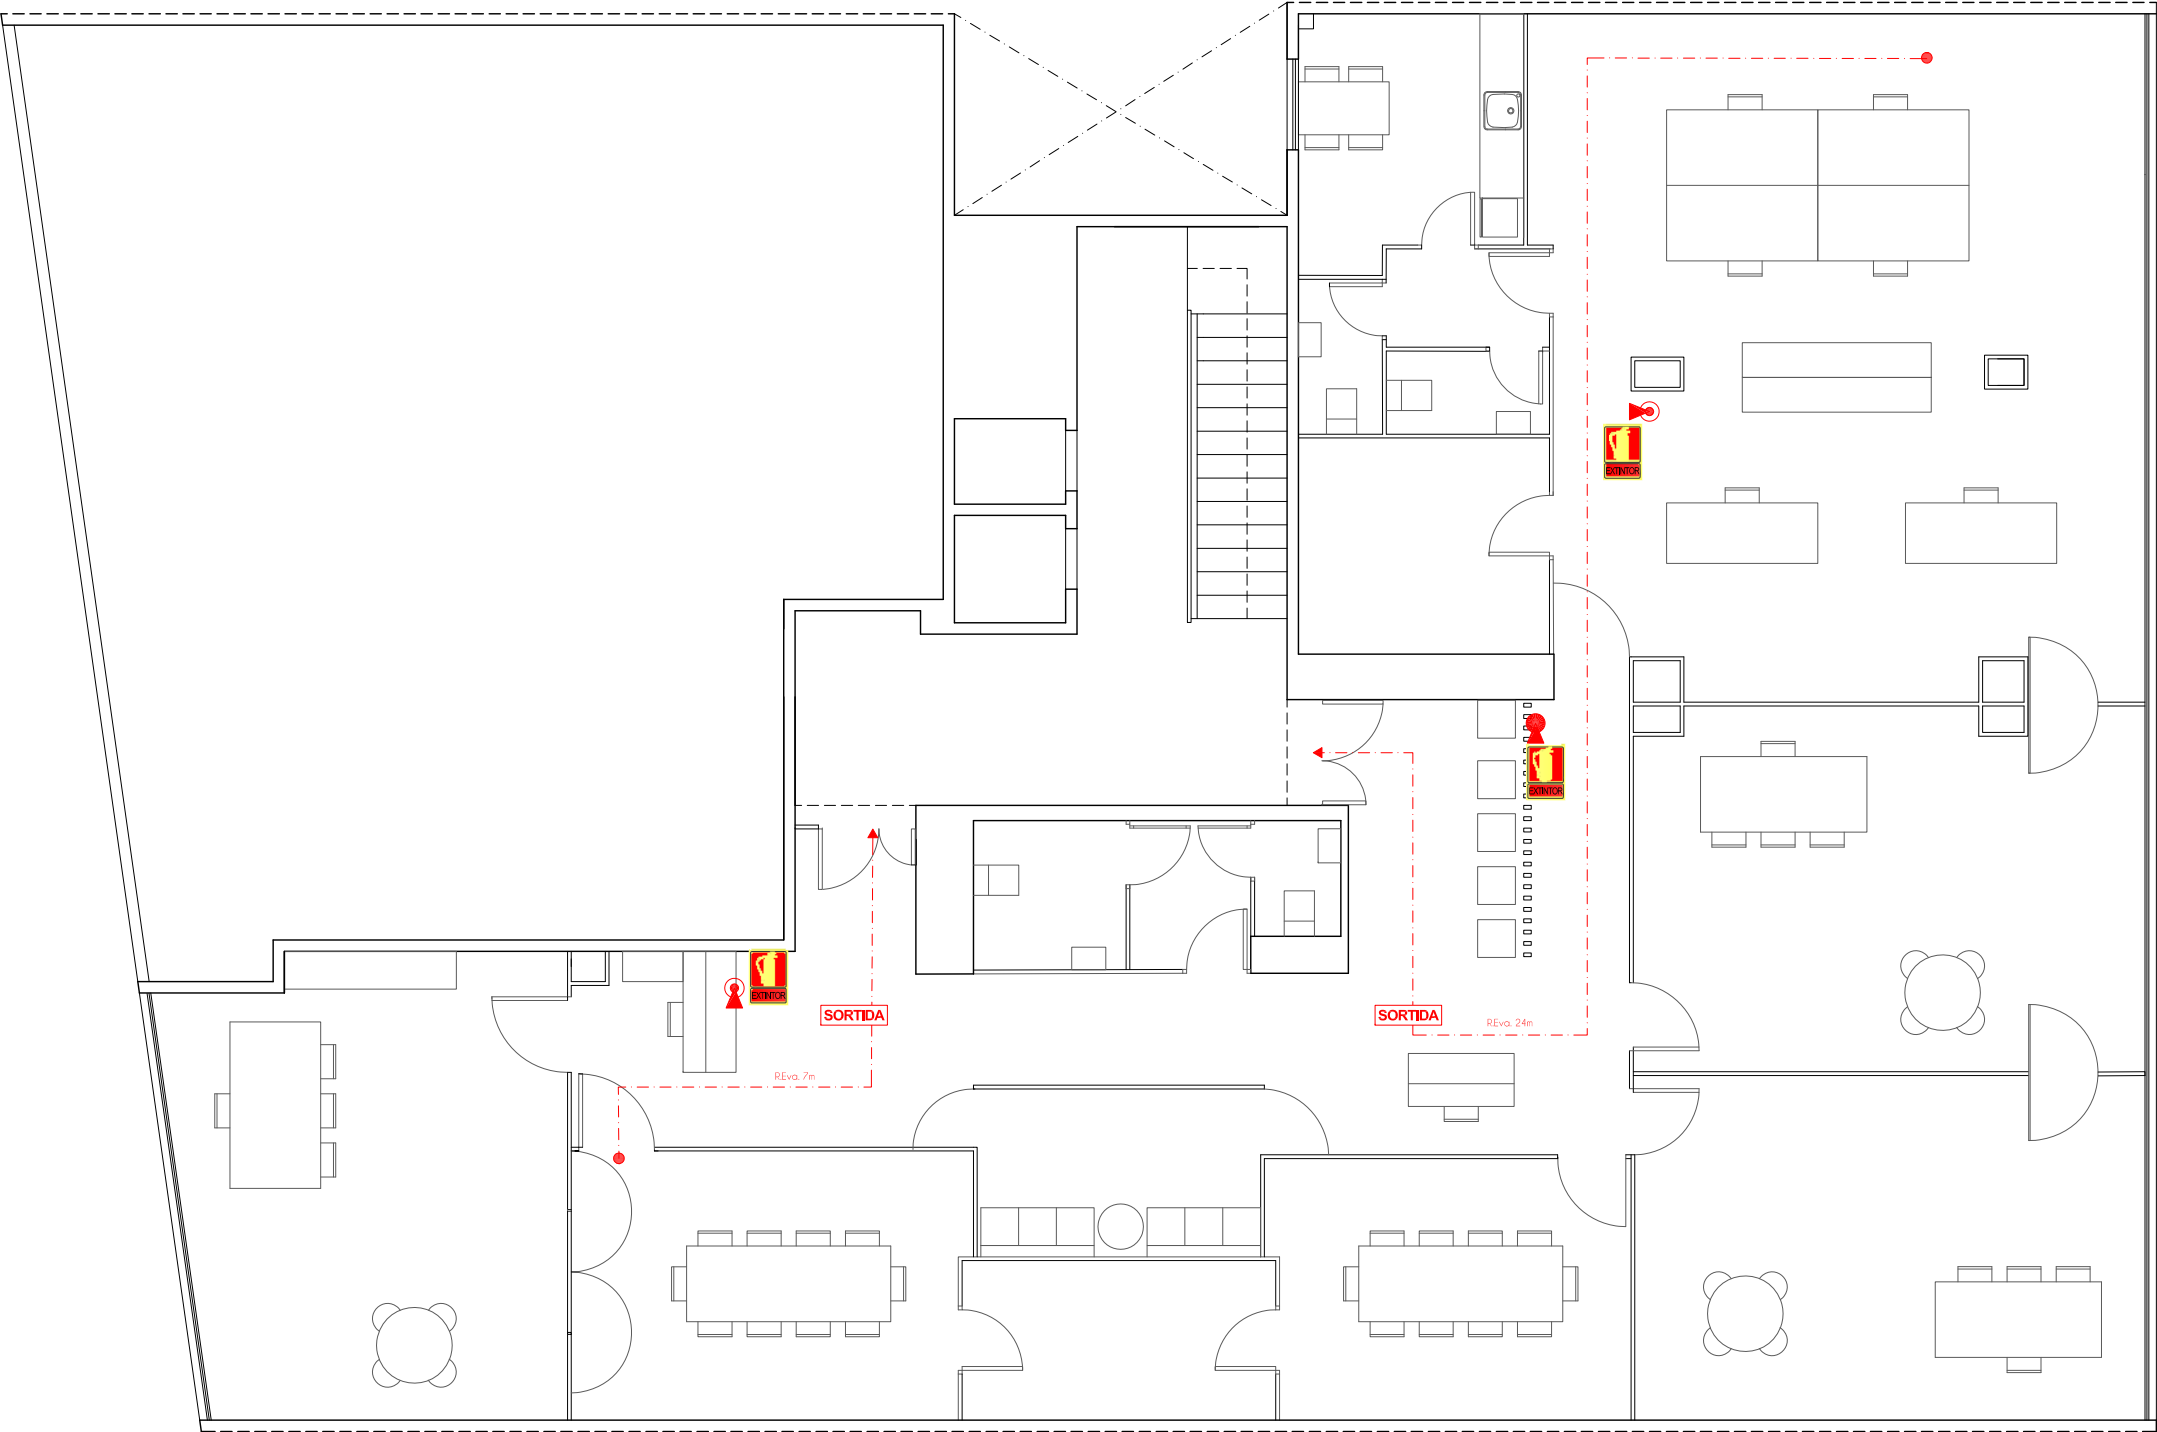 EXTINTOR
EXTINTOR
EXTINTOR
SORTIDA
SORTIDA
R.Eva. 24m
R.Eva. 7m